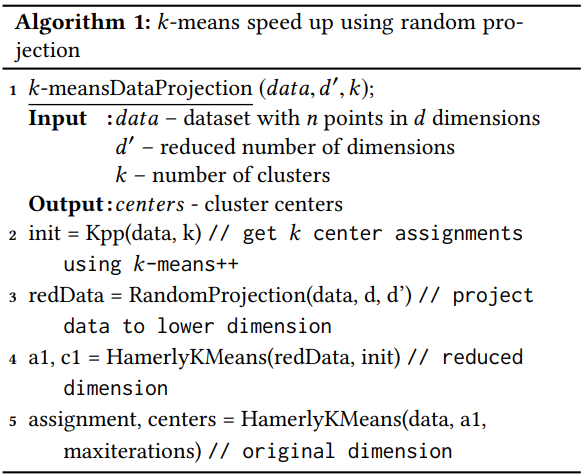 Algorithm 1: k-means speed up using random pro-
jection
1 k-meansDataProjection (data, d′, k);
Input :data – dataset with n points in d dimensions
d′ – reduced number of dimensions
k – number of clusters
Output:centers - cluster centers
2 init = Kpp(data, k) // get k center assignments
using k-means++
3 redData = RandomProjection(data, d, d’) // project
data to lower dimension
4 a1, c1 = HamerlyKMeans(redData, init) // reduced
dimension
5 assignment, centers = HamerlyKMeans(data, a1,
maxiterations) // original dimension